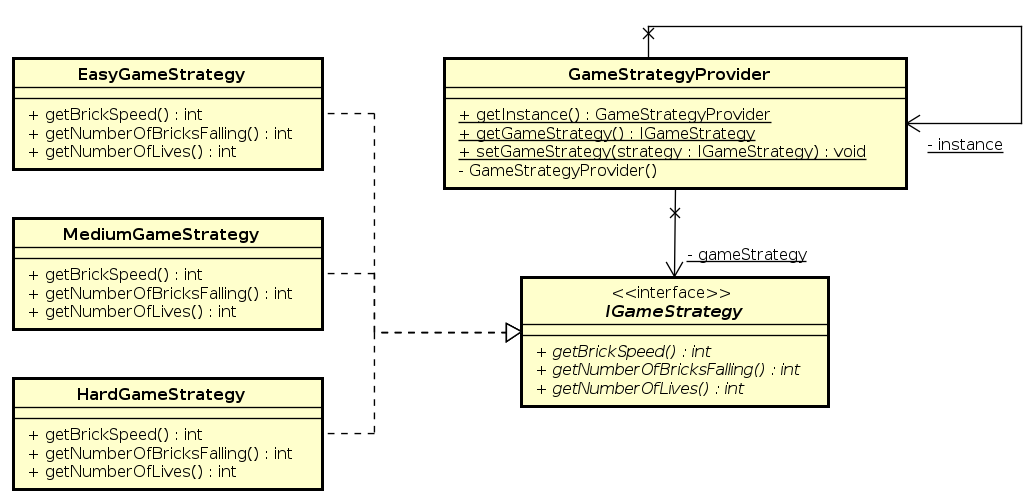 EasyGameStrategy
+ getBrickSpeed() : int
+ getNumberOfBricksFalling() : int
+ getNumberOfLives() : int
GameStrategyProvider
+ getInstance() : GameStrategyProvider
+ getGameStrategy() : IGameStrategy
+ setGameStrategy(strategy : IGameStrategy) : void
- GameStrategyProvider()
- instance
MediumGameStrategy
+ getBrickSpeed() : int
+ getNumberOfBricksFalling() : int
+ getNumberOfLives() : int
- gameStrategy
<<interface>>
IGameStrategy
+ getBrickSpeed() : int
+ getNumberOfBricksFalling() : int
+ getNumberOfLives() : int
HardGameStrategy
+ getBrickSpeed() : int
+ getNumberOfBricksFalling() : int
+ getNumberOfLives() : int